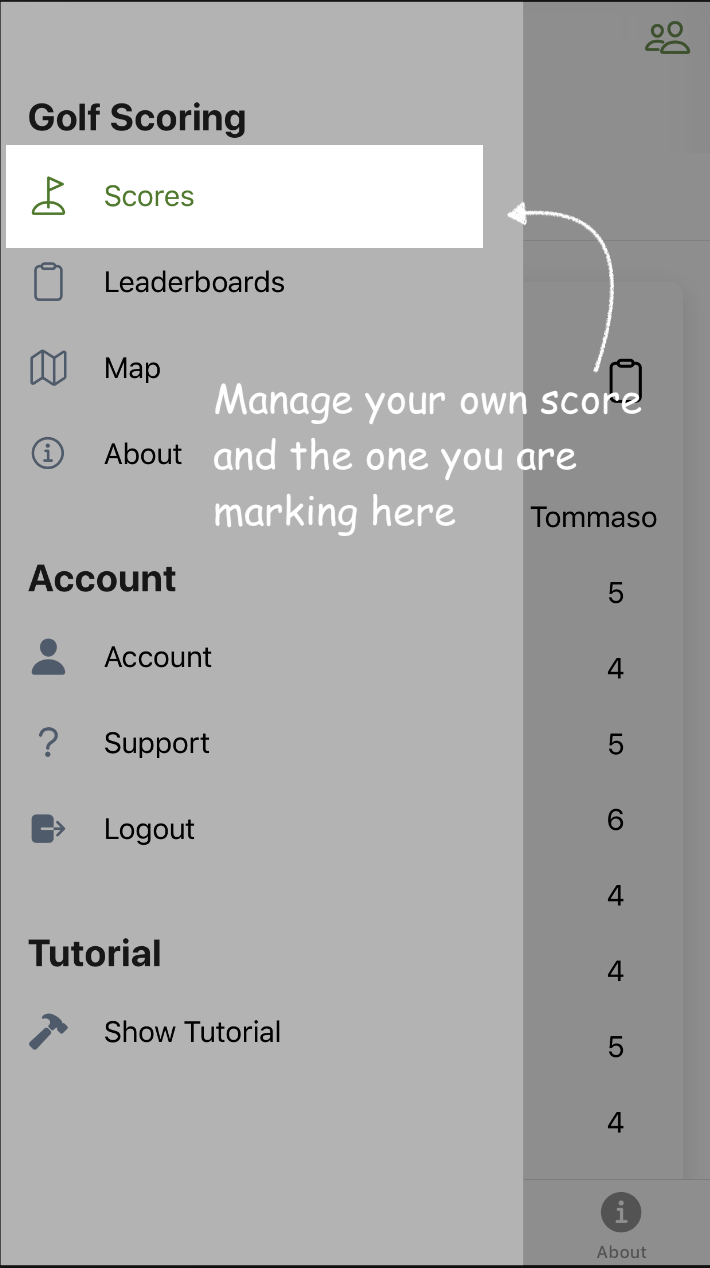 Golf Scoring
Scores
Leaderboards
Map
About
Manage your own score
and the one you are
marking here
Account
Account
Support
Logout
Tutorial
Show Tutorial
Tommaso
5
4
5
6
4
4
5
4
About